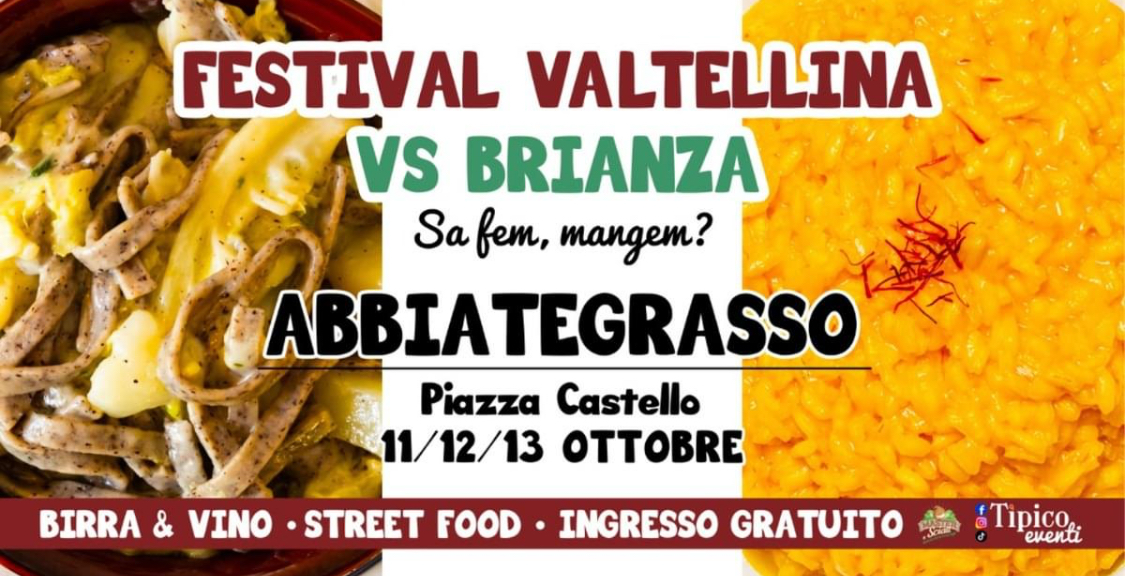 FESTIVAL VALTELLINA
VS BRIANZA
Sa fem, mangem?
ABBIATEGRASSO
Piazza Castello
11/12/13 OTTOBRE
BIRRA & VINO • STREET FOOD • INGRESSO GRATUITO
Tipico
eventi